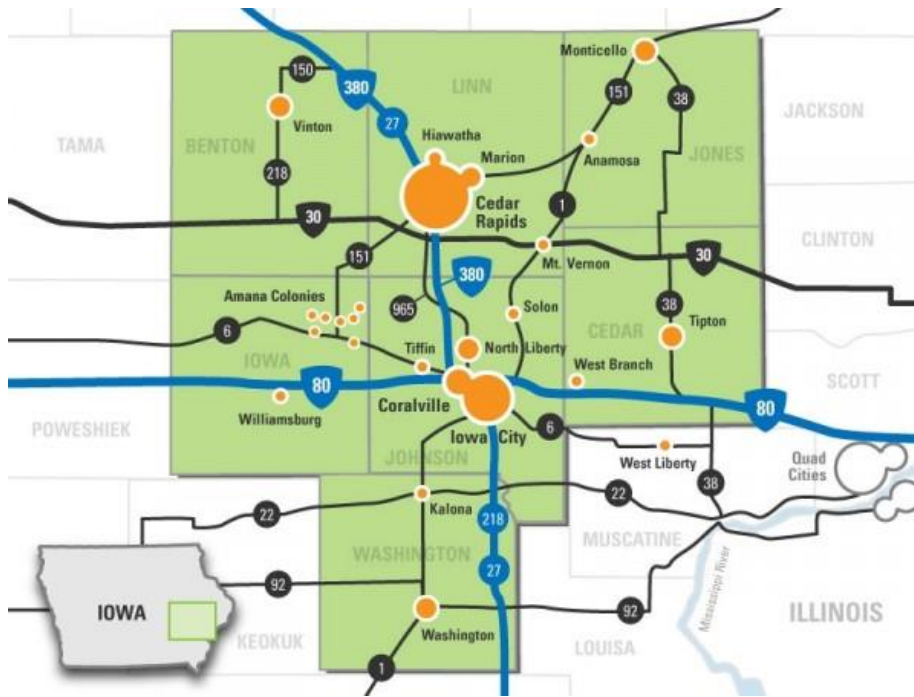 Monticello
150
380
LINN
151
38
JACKSON
27
Vinton
Hiawatha
TAMA
BENTON
Marion
Anamosa
JONES
218
Cedar
Rapids
1
30
CLINTON
151
Mt. Vernon
30
380
Amana Colonies
965
Solon
38
6
CEDAR
Tipton
IOWA
Tiffin
North Liberty
West Branch
SCOTT
80
80
Williamsburg
Coralville
POWESHIEK
Iowa City
6
JOHNSON
West Liberty
Quad
Cities
38
22
22
Kalona
218
MUSCATINE
WASHINGTON
27
92
92
Mississippi River
IOWA
ILLINOIS
Washington
KEOKUK
LOUISA
1